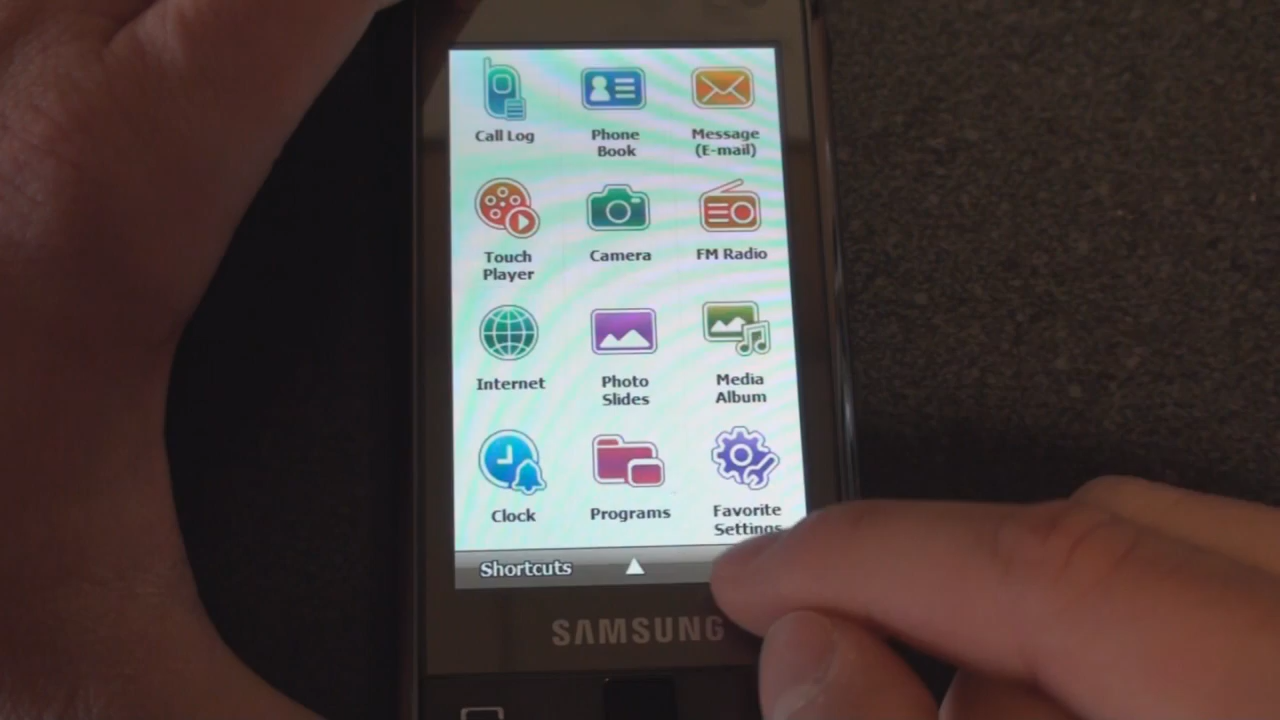 Call Log
Phone
Book
Message
(E-mail)
Touch
Player
Camera
FM Radio
Internet
Photo
Slides
Media
Album
Clock
Programs
Favorite
Settings
Shortcuts
SAMSUNG